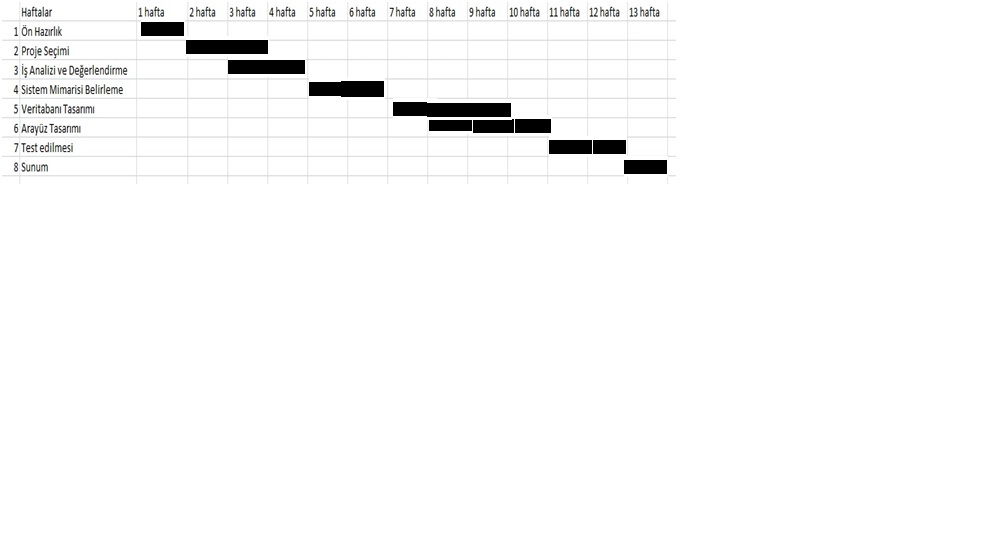 Haftalar 1 hafta 2 hafta 3 hafta 4 hafta 5 hafta 6 hafta 7 hafta 8 hafta 9 hafta 10 hafta 11 hafta 12 hafta 13 hafta
1 Ön Hazırlık
2 Proje Seçimi
3 İş Analizi ve Değerlendirme
4 Sistem Mimarisi Belirleme
5 Veritabanı Tasarımı
6 Arayüz Tasarımı
7 Test edilmesi
8 Sunum